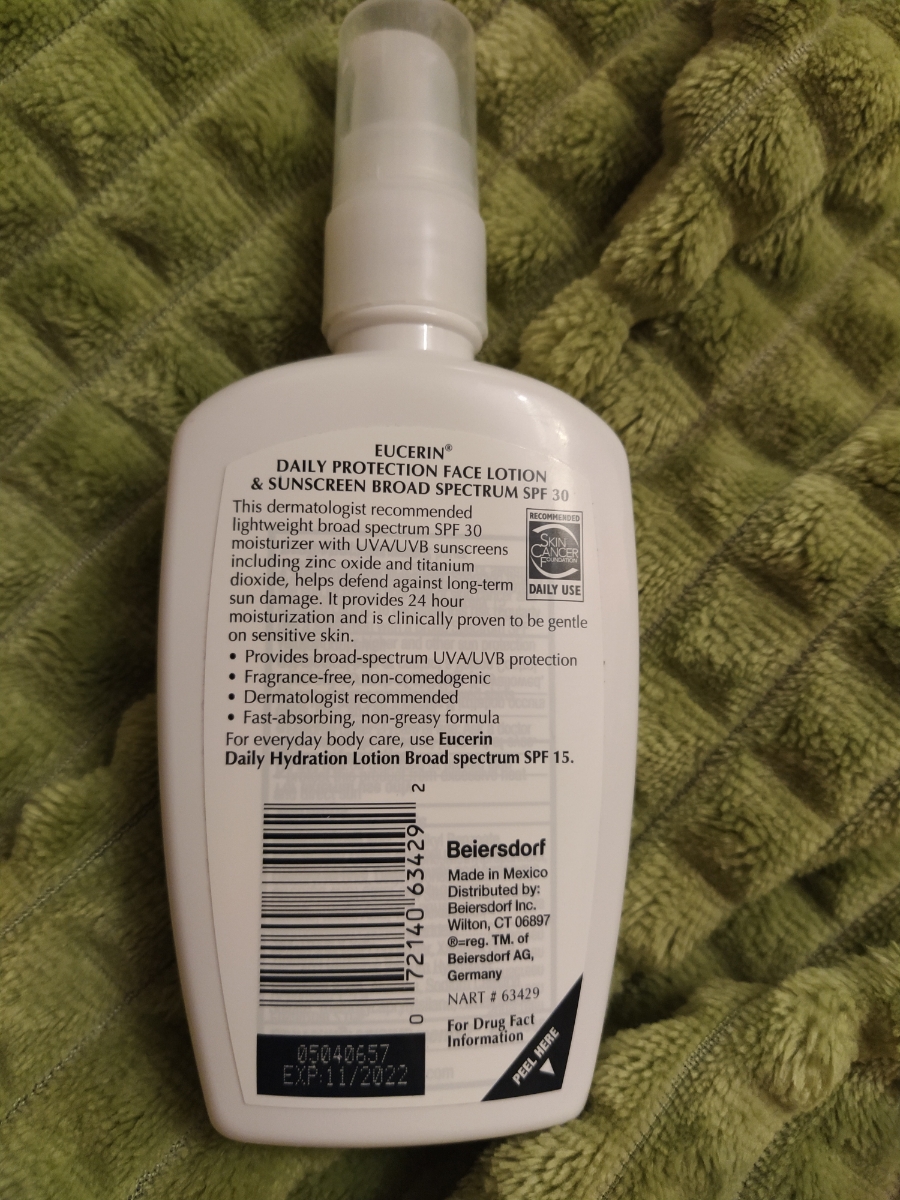 EUCERIN®
DAILY PROTECTION FACE LOTION
& SUNSCREEN BROAD SPECTRUM SPF 30
This dermatologist recommended
lightweight broad spectrum SPF 30
moisturizer with UVA/UVB sunscreens
including zinc oxide and titanium
dioxide, helps defend against long-term
sun damage. It provides 24 hour
moisturization and is clinically proven to be gentle
on sensitive skin.
RECOMMENDED
SKIN
CANCER
FOUNDATION
DAILY USE
• Provides broad-spectrum UVA/UVB protection
• Fragrance-free, non-comedogenic
• Dermatologist recommended
• Fast-absorbing, non-greasy formula
For everyday body care, use Eucerin
Daily Hydration Lotion Broad spectrum SPF 15.
0 72140 63429 2
Beiersdorf
Made in Mexico
Distributed by:
Beiersdorf Inc.
Wilton, CT 06897
®=reg. TM. of
Beiersdorf AG,
Germany
NART # 63429
For Drug Fact
Information
PEEL HERE
05040657
EXP:11/2022